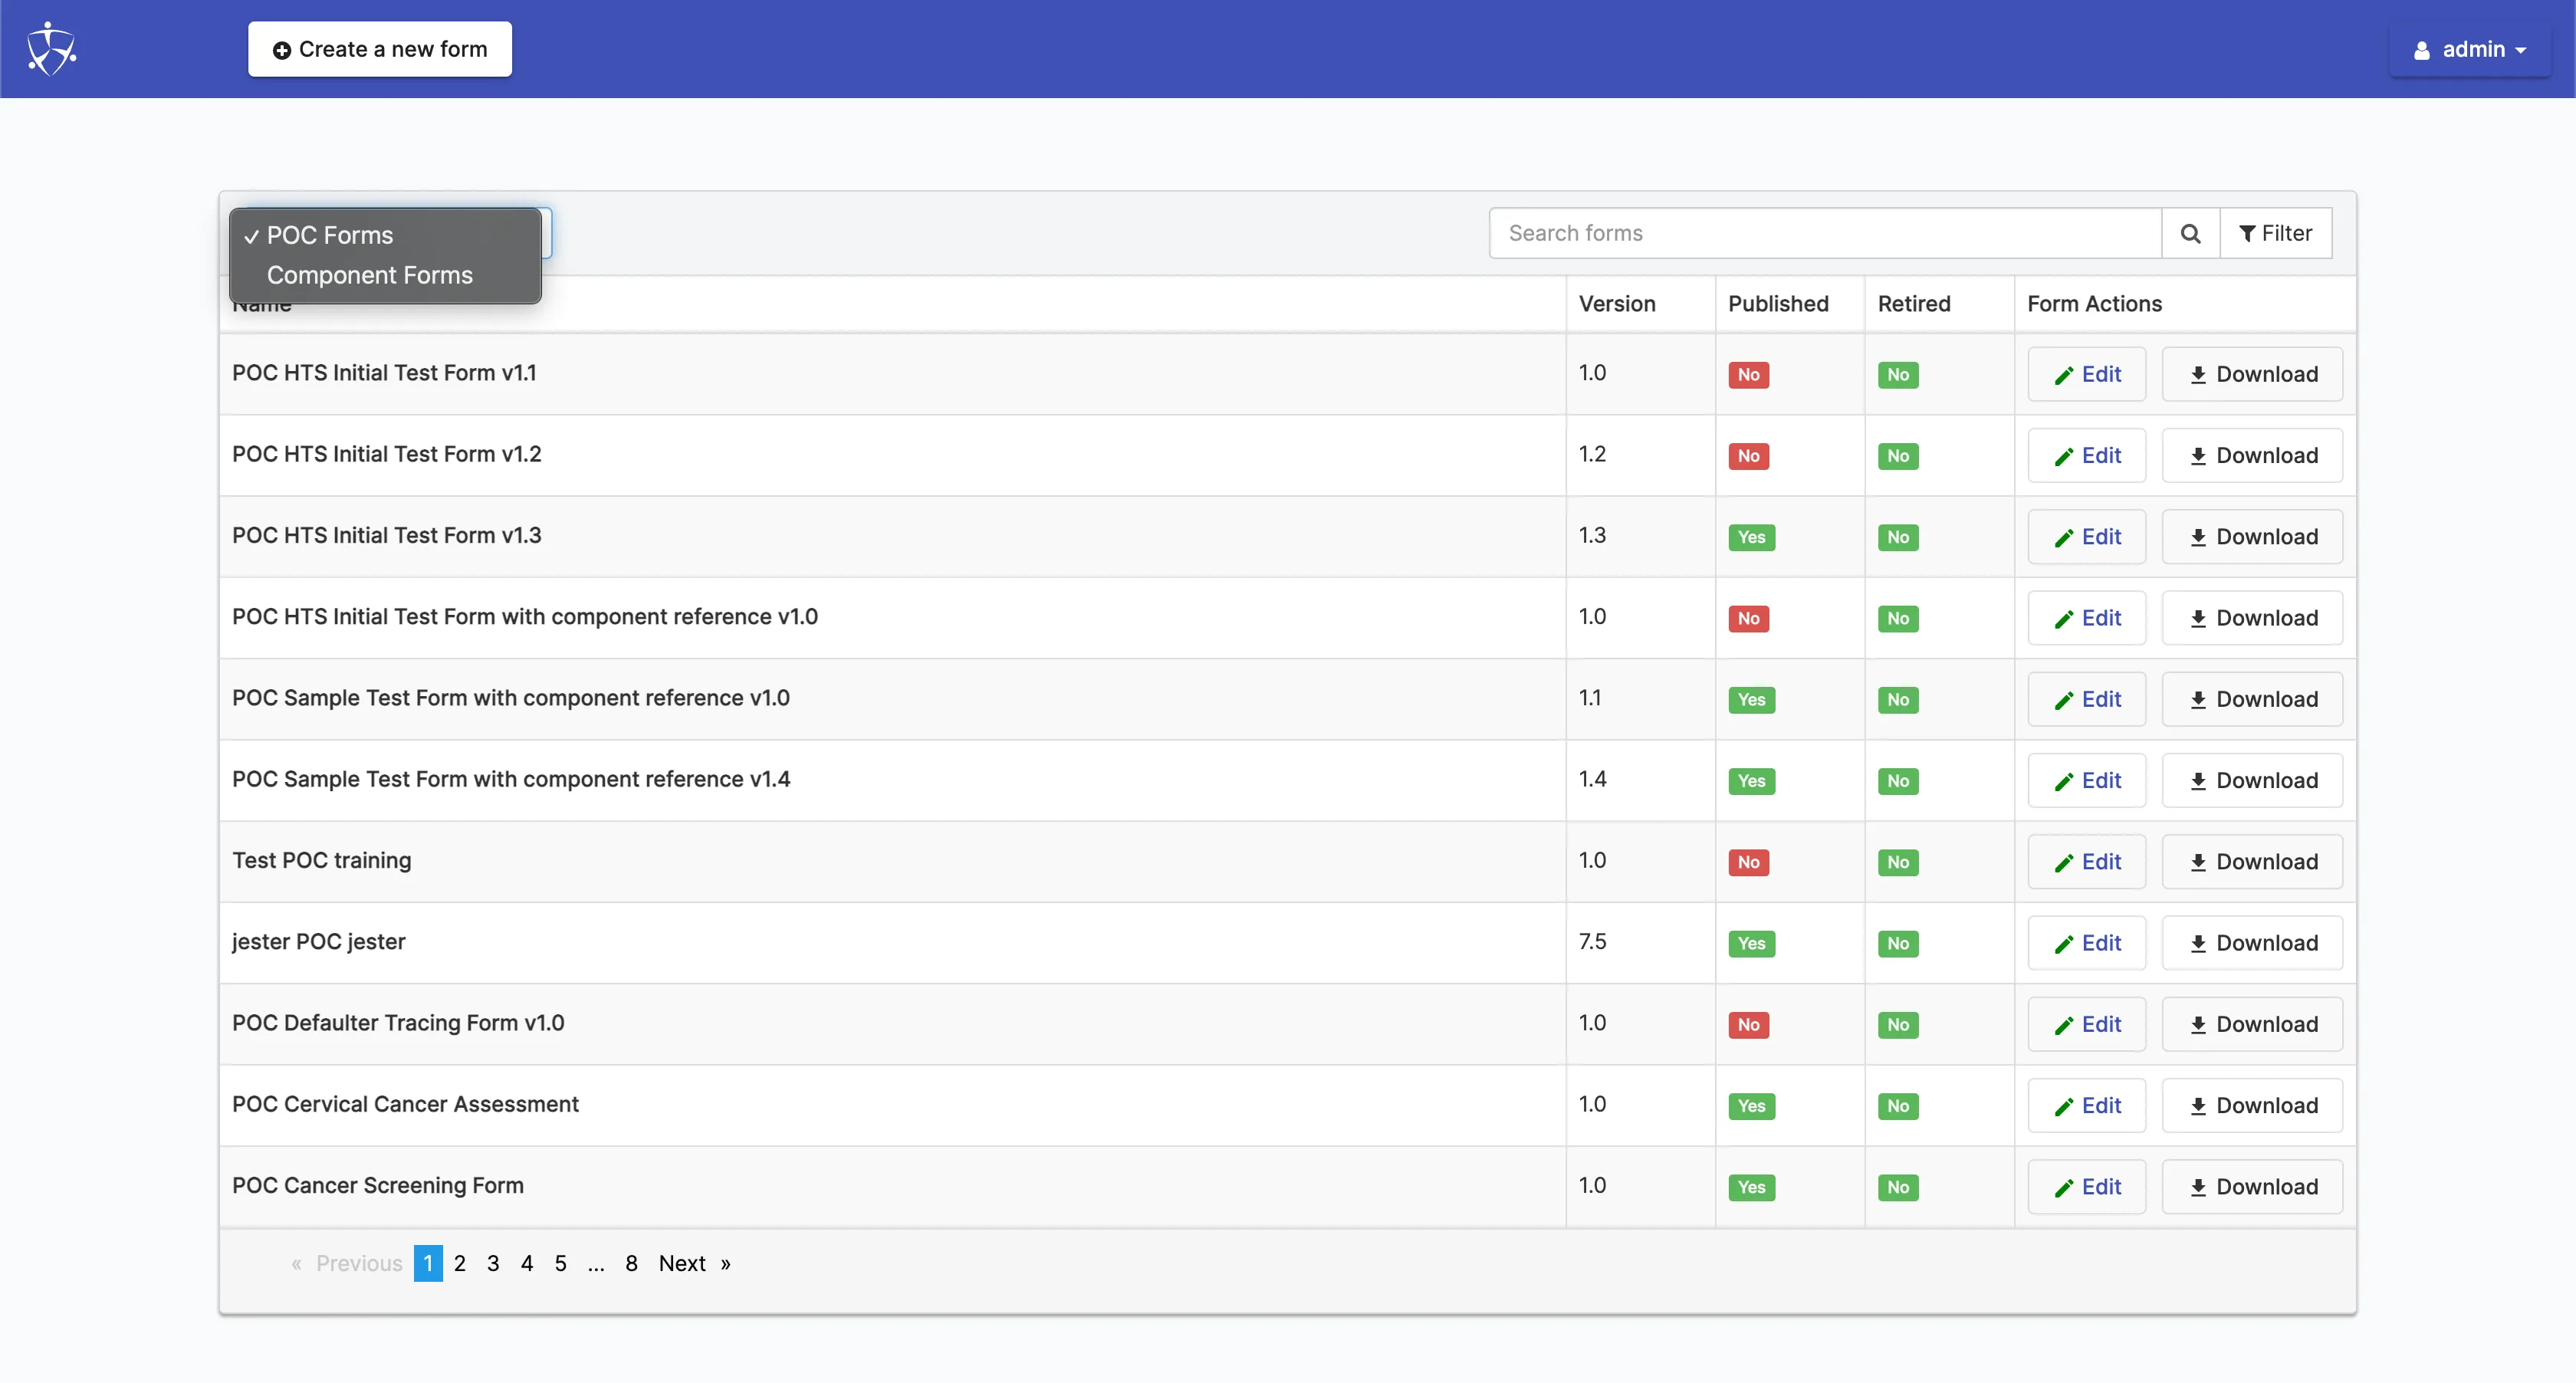 Create a new form
admin
POC Forms
Component Forms
Search forms
Filter
Name Version Published Retired Form Actions
POC HTS Initial Test Form v1.1 1.0 No No Edit Download
POC HTS Initial Test Form v1.2 1.2 No No Edit Download
POC HTS Initial Test Form v1.3 1.3 Yes No Edit Download
POC HTS Initial Test Form with component reference v1.0 1.0 No No Edit Download
POC Sample Test Form with component reference v1.0 1.1 Yes No Edit Download
POC Sample Test Form with component reference v1.4 1.4 Yes No Edit Download
Test POC training 1.0 No No Edit Download
jester POC jester 7.5 Yes No Edit Download
POC Defaulter Tracing Form v1.0 1.0 No No Edit Download
POC Cervical Cancer Assessment 1.0 Yes No Edit Download
POC Cancer Screening Form 1.0 Yes No Edit Download
« Previous 1 2 3 4 5 ... 8 Next »